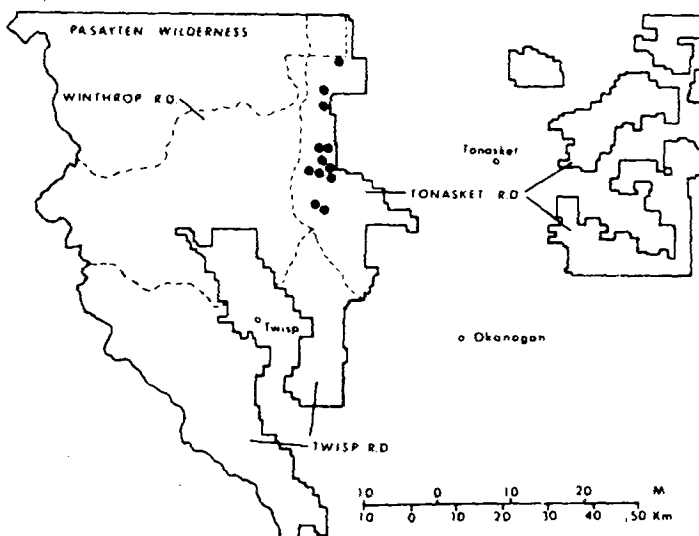 PASAYTEN WILDERNESS
WINTHROP R.D.
Tonasket
TONASKET R.D.
Twisp
Okanogan
TWISP R.D.
10 0 10 20 M
10 0 10 20 30 40 50 Km